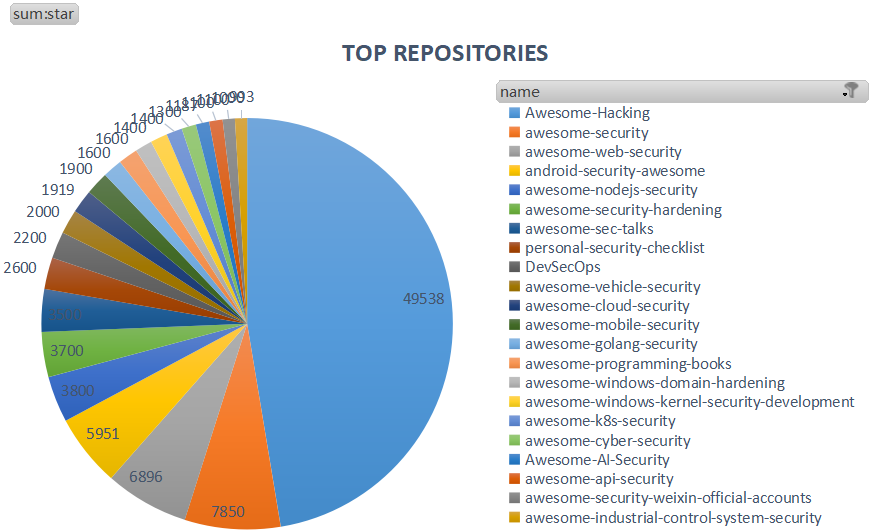 sum:star
TOP REPOSITORIES
993
1187
1300
1400
1400
1600
1600
1900
1919
2000
2200
2600
3700
3800
5951
6896
7850
49538
name
Awesome-Hacking
awesome-security
awesome-web-security
android-security-awesome
awesome-nodejs-security
awesome-security-hardening
awesome-sec-talks
personal-security-checklist
DevSecOps
awesome-vehicle-security
awesome-cloud-security
awesome-mobile-security
awesome-golang-security
awesome-programming-books
awesome-windows-domain-hardening
awesome-windows-kernel-security-development
awesome-k8s-security
awesome-cyber-security
Awesome-AI-Security
awesome-api-security
awesome-security-weixin-official-accounts
awesome-industrial-control-system-security